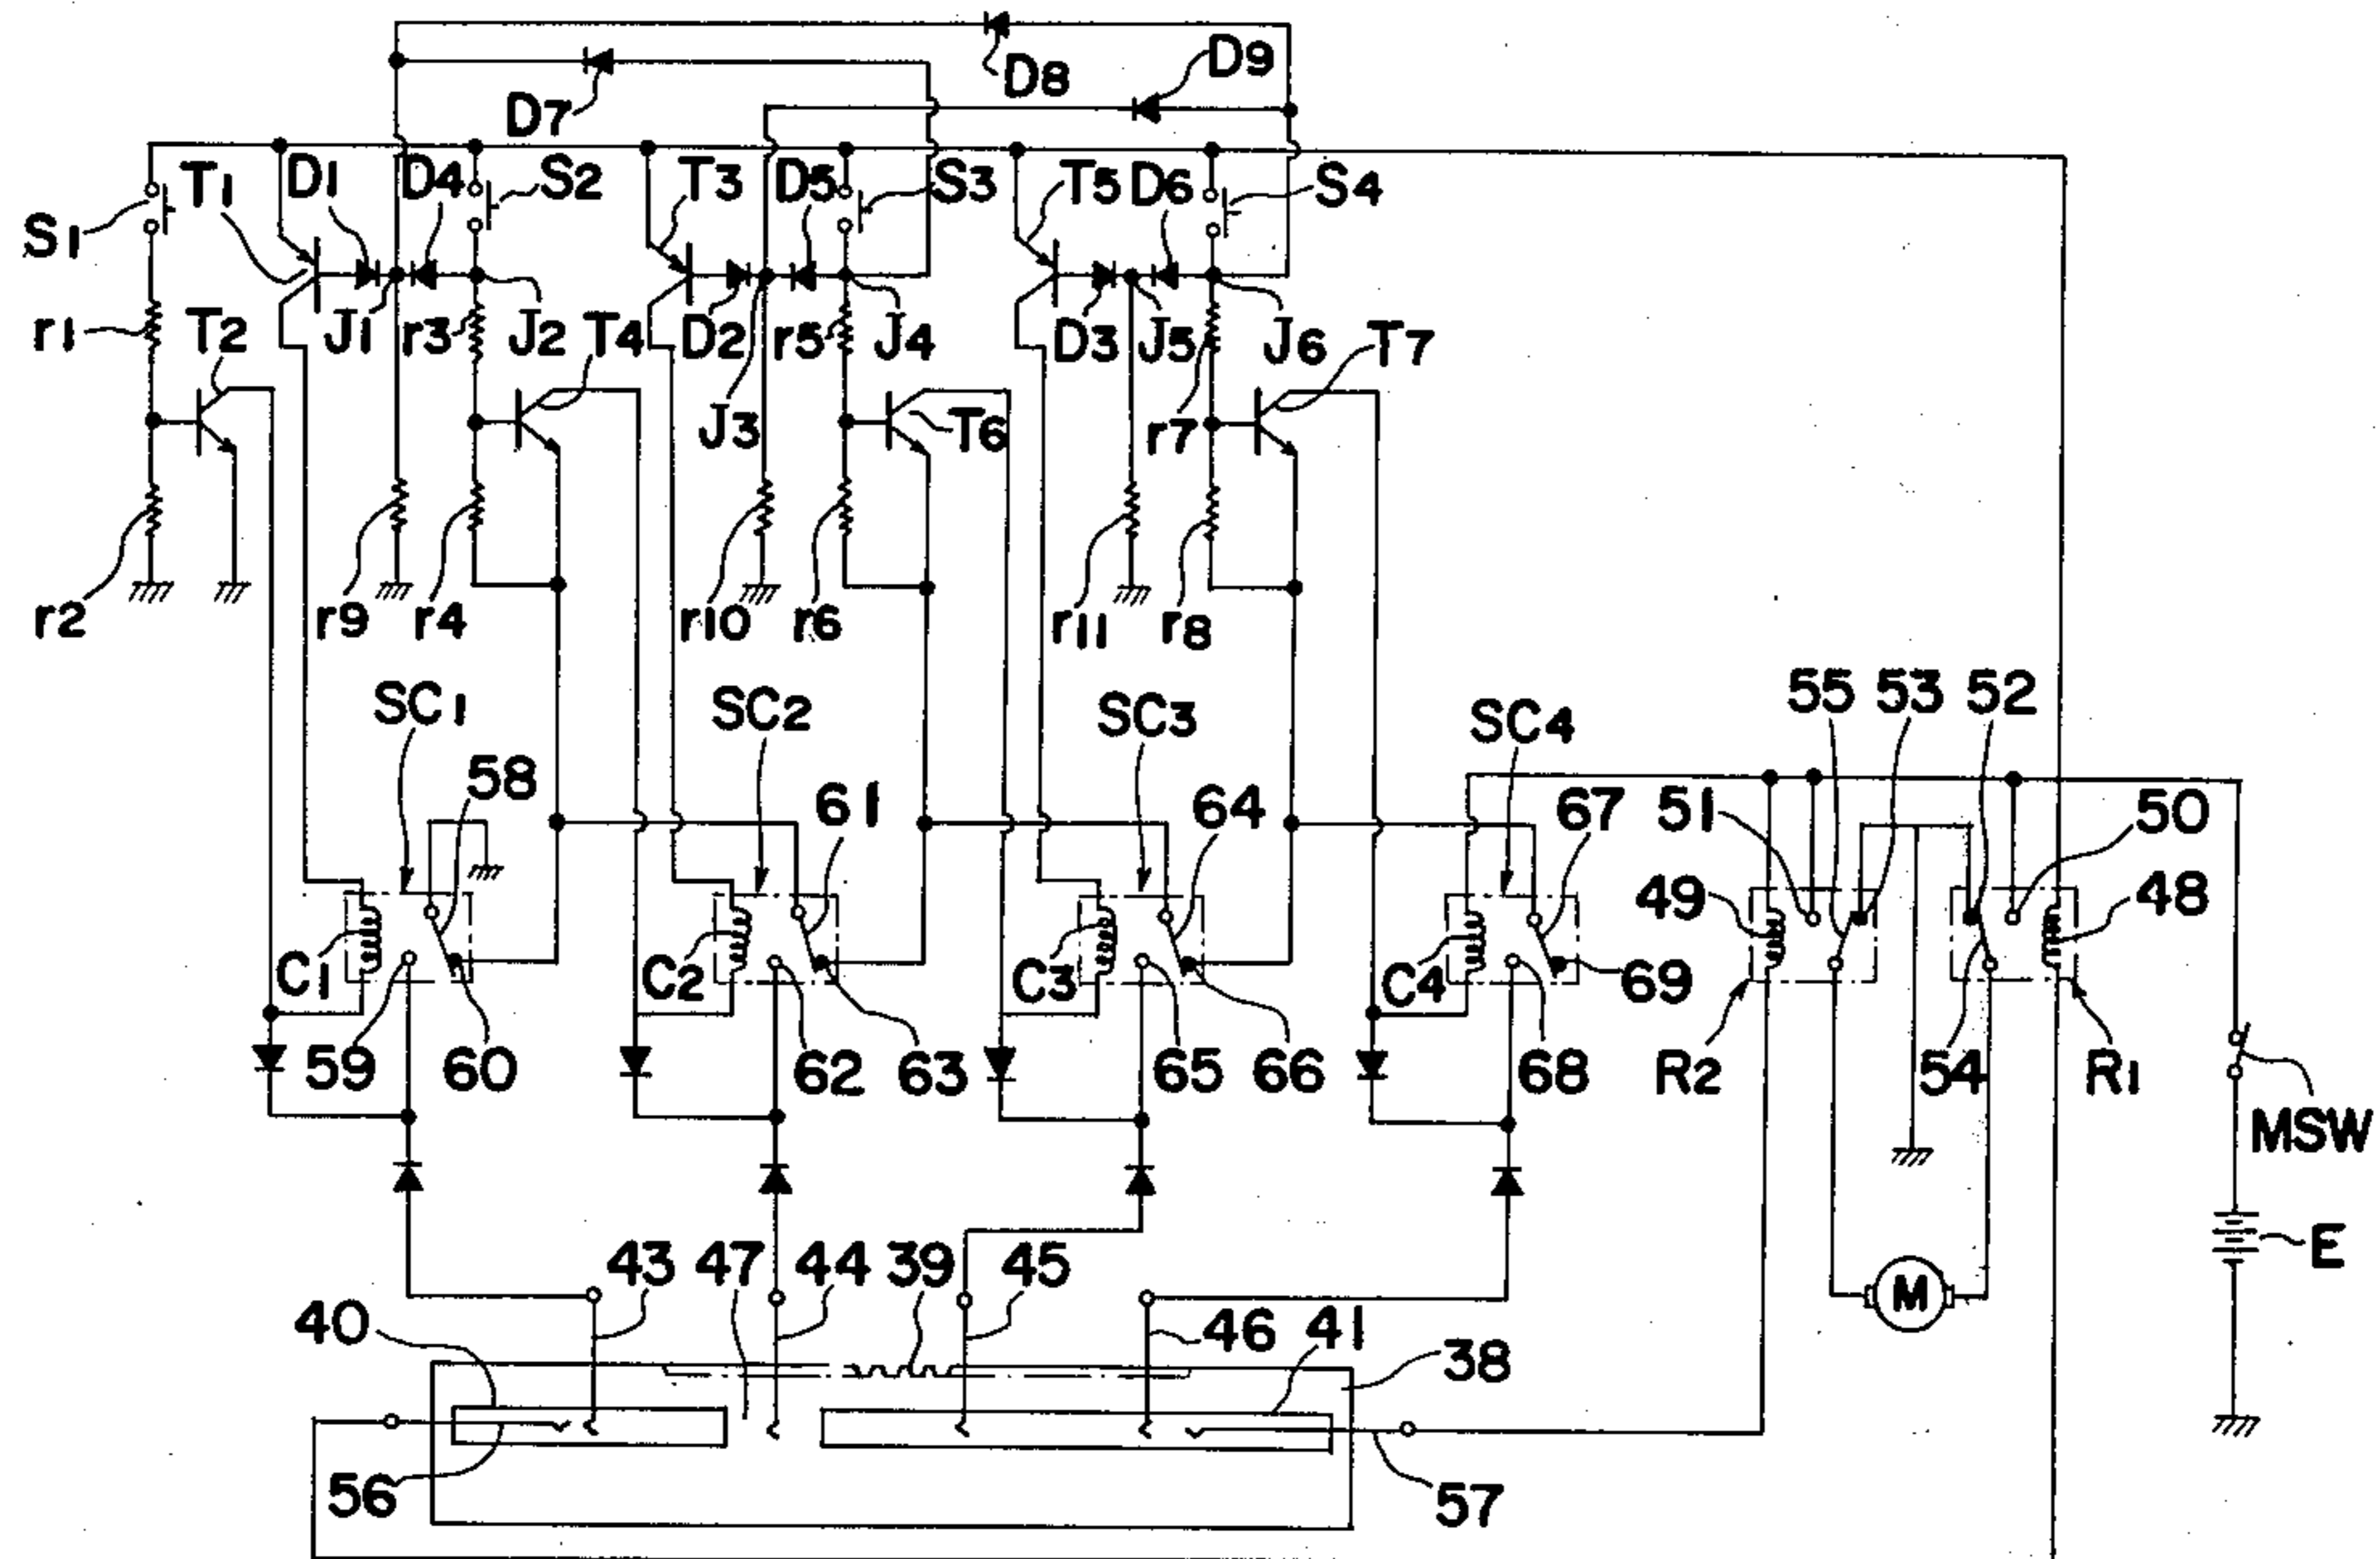 D8
D9
D7
S1
T1
D1
D4
S2
T3
D5
S3
T5
D6
S4
r1
T2
J1
r3
J2
T4
D2
r5
J4
D3
J5
J6
T7
J3
T6
r7
r2
r9
r4
r10
r6
r11
r8
SC1
SC2
SC3
SC4
55
53
52
58
61
64
67
51
50
49
48
C1
C2
C3
C4
69
59
60
62
63
65
66
68
R2
54
R1
MSW
E
M
43
47
44
39
45
40
46
41
38
56
57